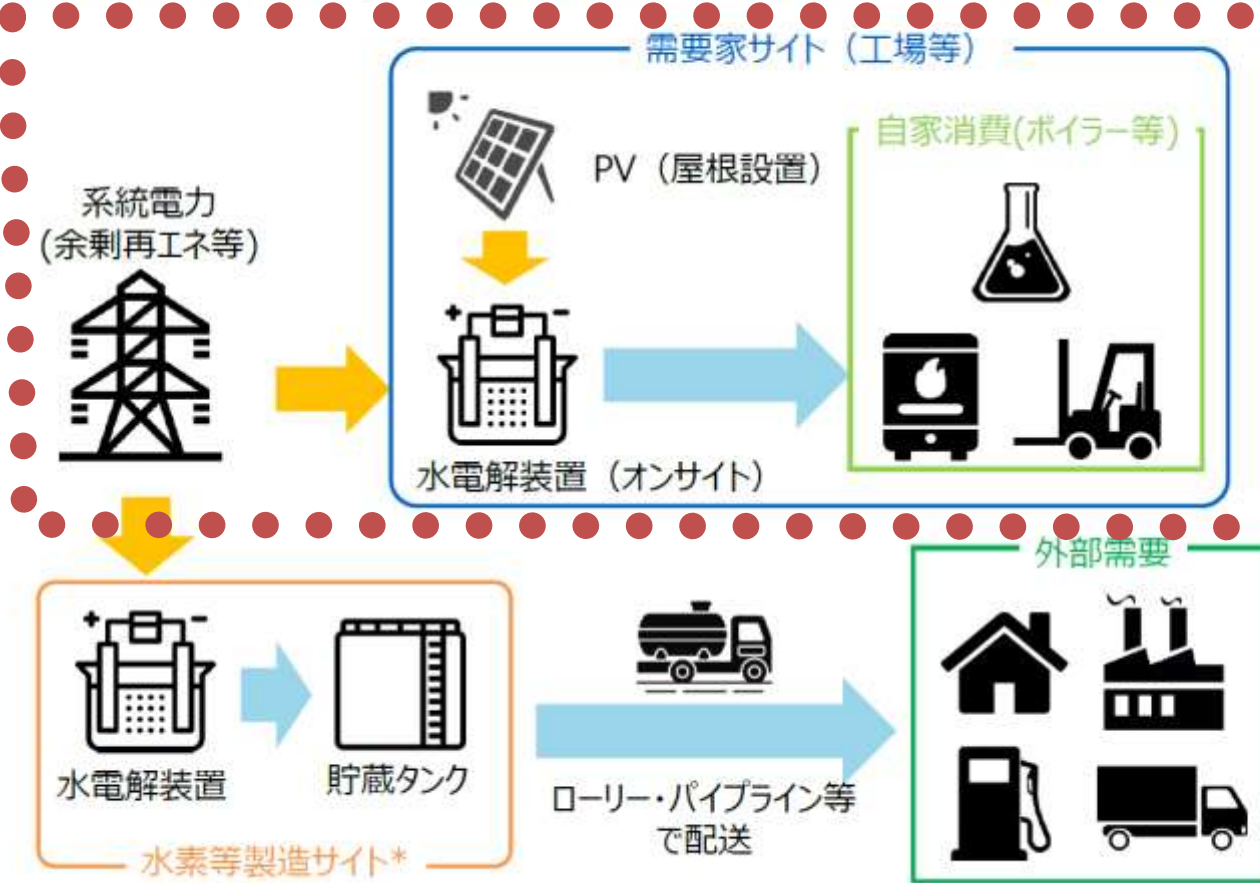 需要家サイト（工場等）
自家消費(ボイラー等)
PV（屋根設置）
系統電力
(余剰再エネ等)
水電解装置（オンサイト）
外部需要
水電解装置
貯蔵タンク
ローリー・パイプライン等
で配送
水素等製造サイト*